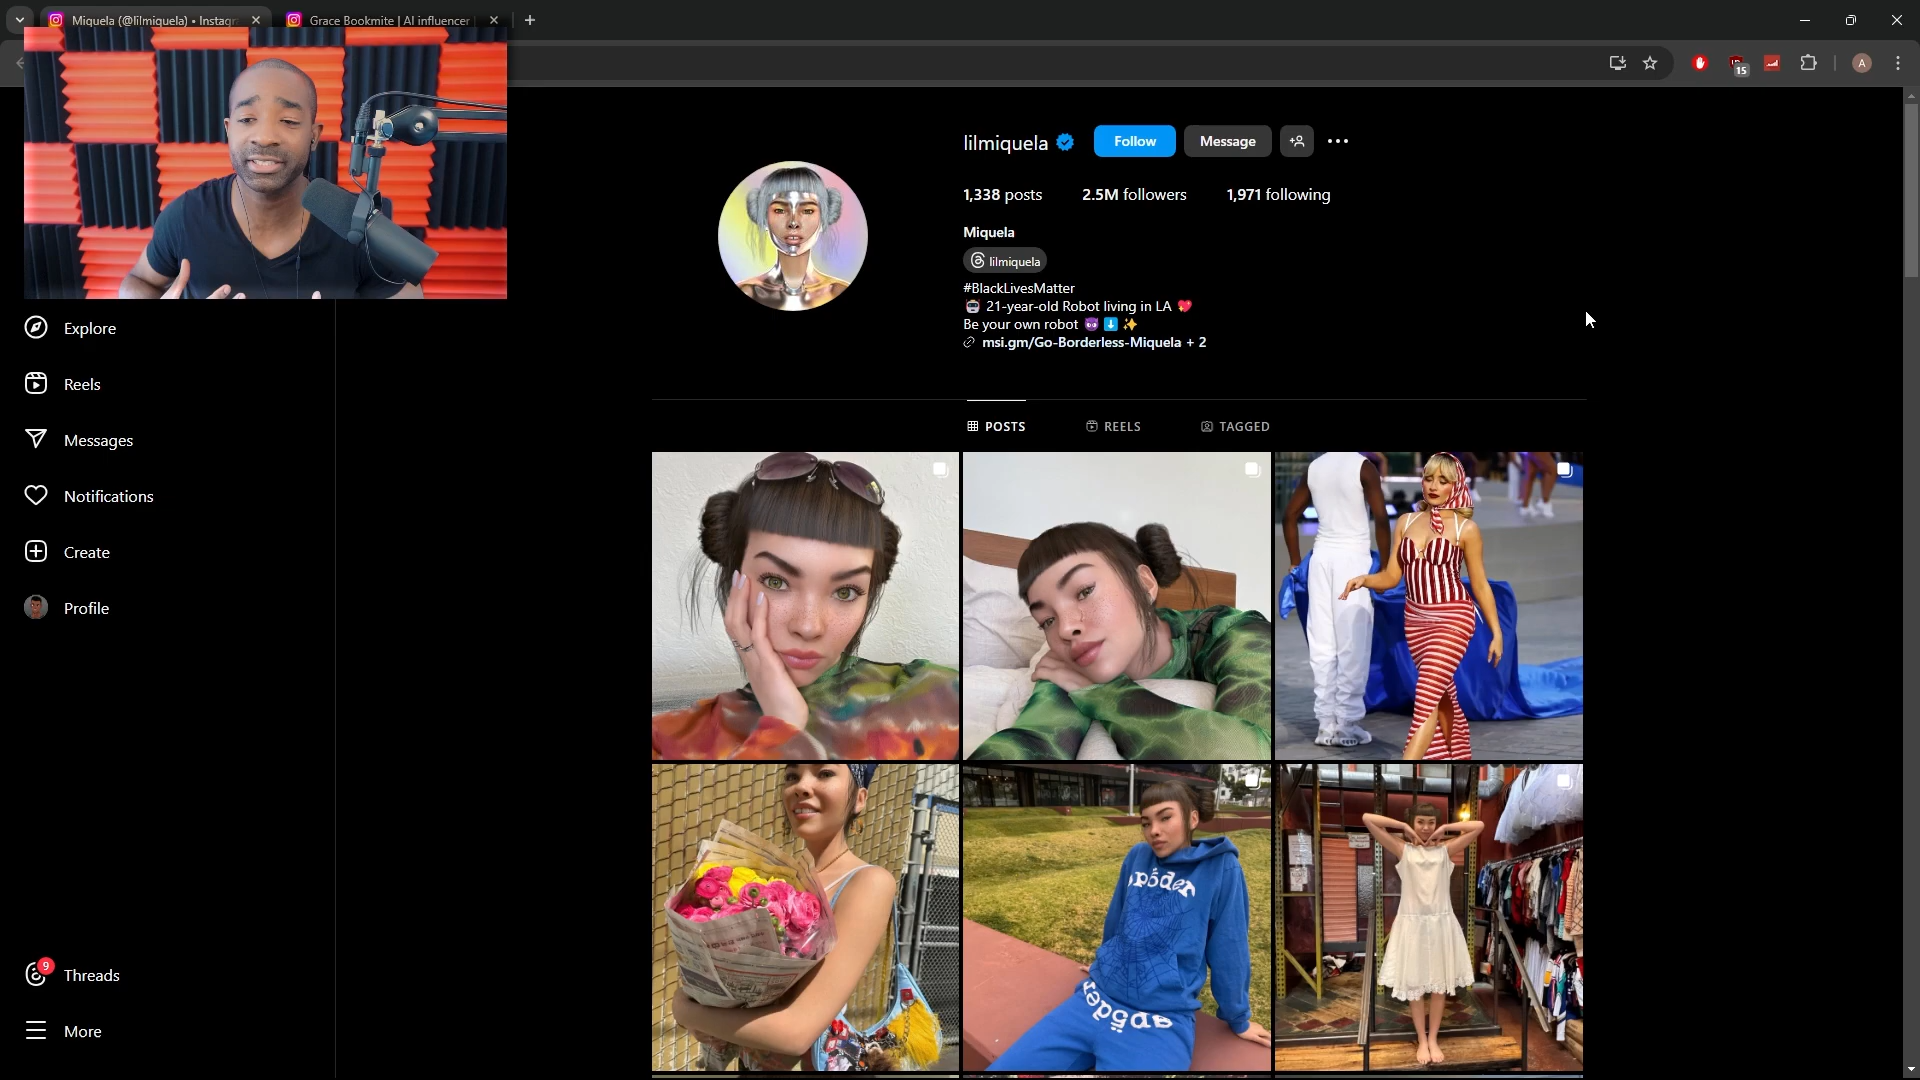 Miquela (@lilmiquela) • Instagr
Grace Bookmite | AI influencer
15
A
lilmiquela
Follow
Message
1,338 posts
2.5M followers
1,971 following
Miquela
lilmiquela
#BlackLivesMatter
21-year-old Robot living in LA
Be your own robot
msi.gm/Go-Borderless-Miquela + 2
POSTS
REELS
TAGGED
Explore
Reels
Messages
Notifications
Create
Profile
9
Threads
More
sp5der
sp5der